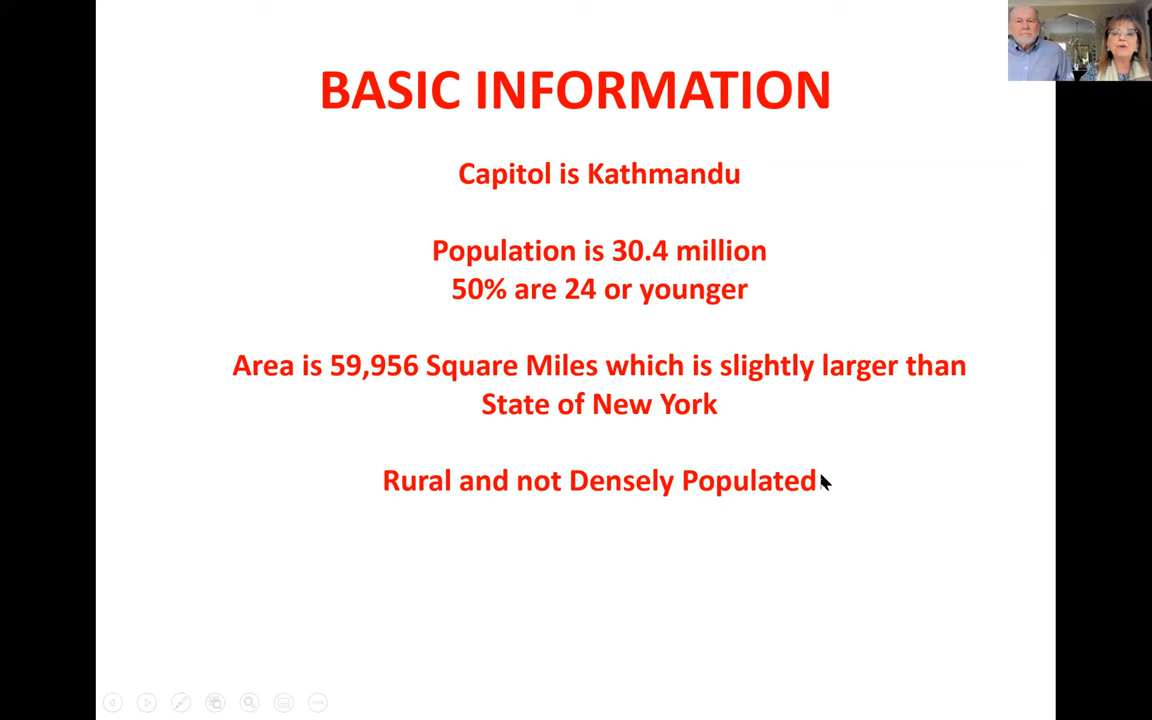 BASIC INFORMATION
Capitol is Kathmandu
Population is 30.4 million
50% are 24 or younger
Area is 59,956 Square Miles which is slightly larger than
State of New York
Rural and not Densely Populated